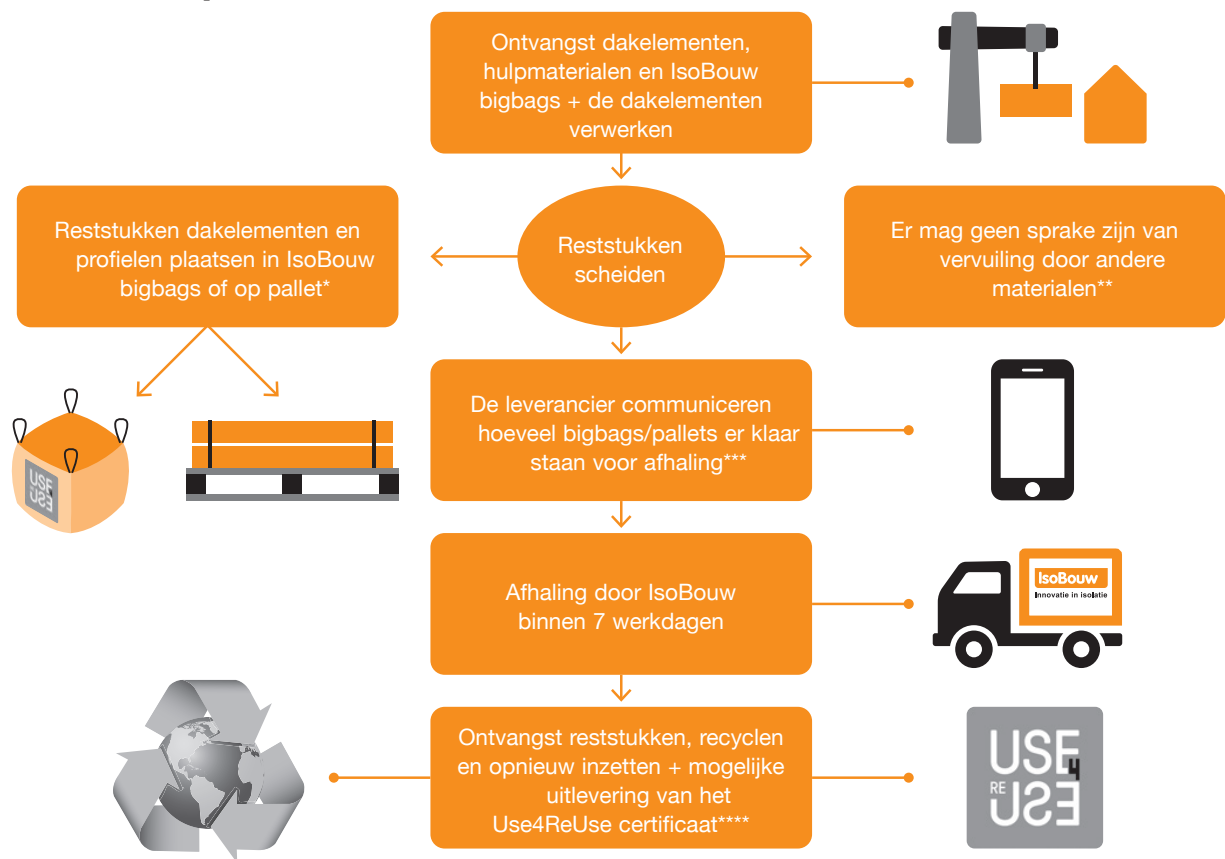 Ontvangst dakelementen,
hulpmaterialen en IsoBouw
bigbags + de dakelementen
verwerken
Reststukken dakelementen en
profielen plaatsen in IsoBouw
bigbags of op pallet*
Reststukken
scheiden
Er mag geen sprake zijn van
vervuiling door andere
materialen**
USE
RE
USE
De leverancier communiceren
hoeveel bigbags/pallets er klaar
staan voor afhaling***
Afhaling door IsoBouw
binnen 7 werkdagen
IsoBouw
Innovatie in isolatie
Ontvangst reststukken, recyclen
en opnieuw inzetten + mogelijke
uitlevering van het
Use4ReUse certificaat****
USE
4
RE
USE